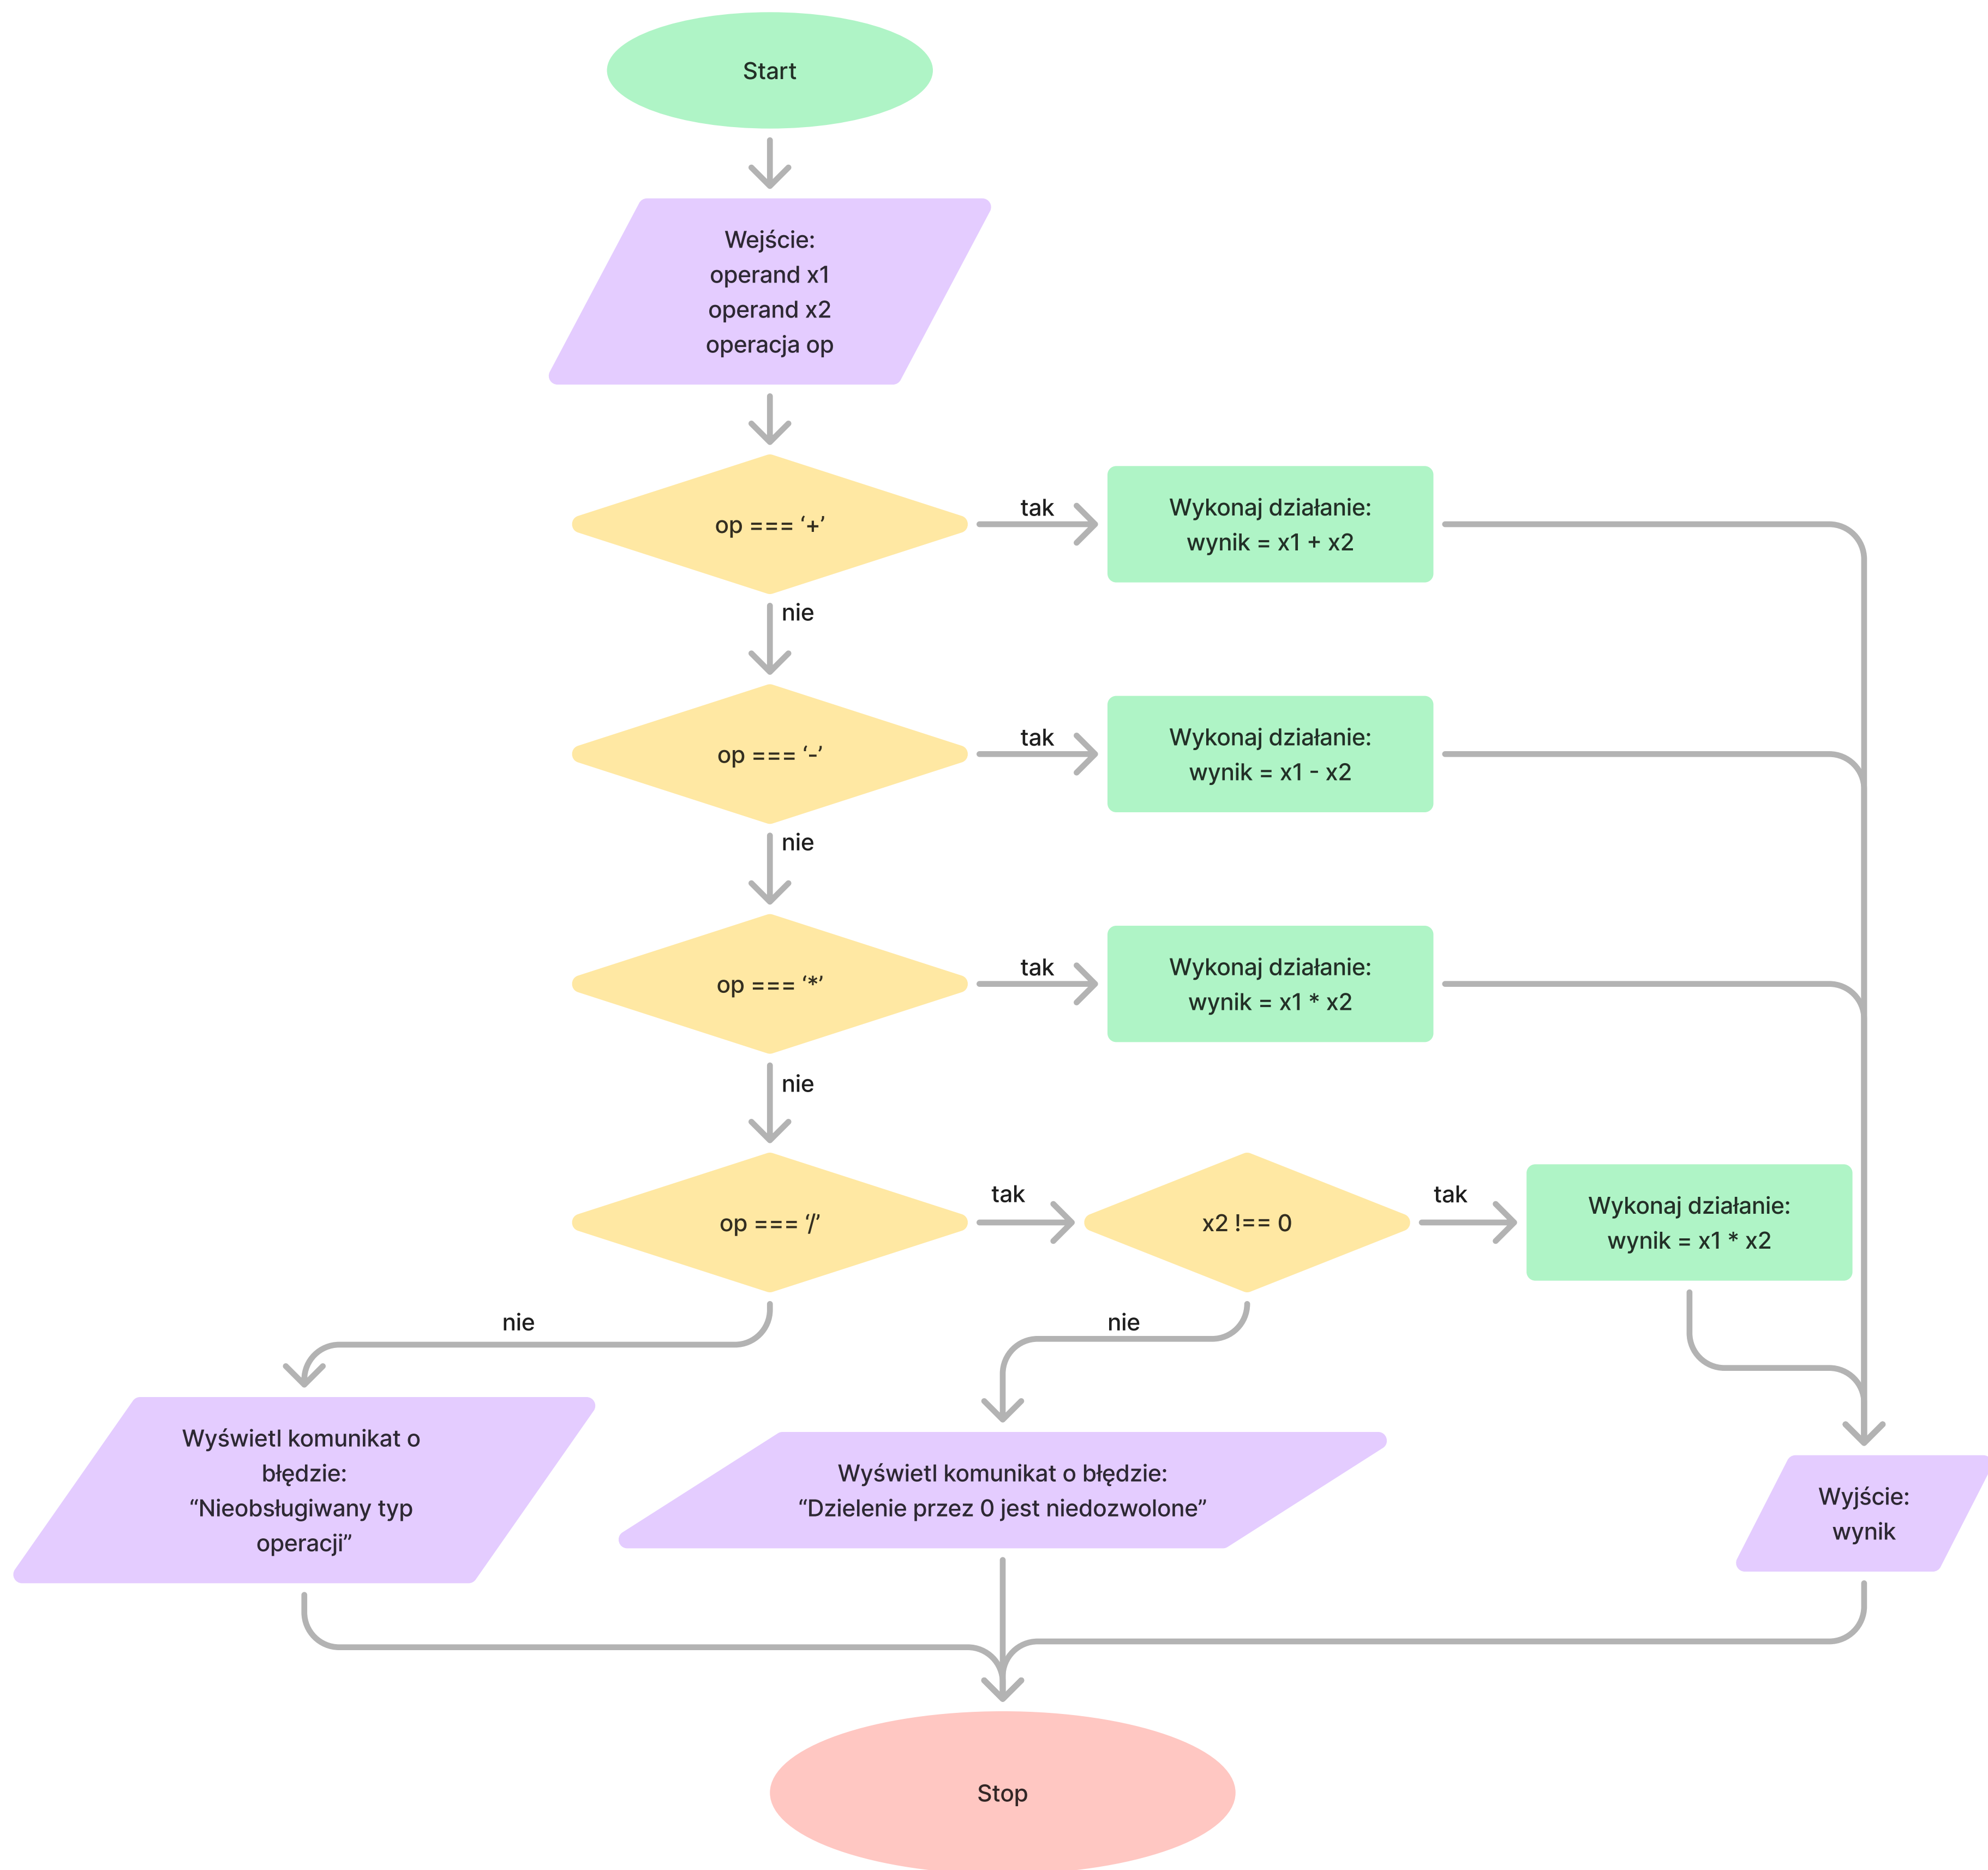 Start
Wejście:
operand x1
operand x2
operacja op
op === ‘+’
tak
Wykonaj działanie:
wynik = x1 + x2
nie
op === ‘-’
tak
Wykonaj działanie:
wynik = x1 - x2
nie
op === ‘*’
tak
Wykonaj działanie:
wynik = x1 * x2
nie
op === ‘/’
tak
x2 !== 0
tak
Wykonaj działanie:
wynik = x1 * x2
nie
nie
Wyświetl komunikat o
błędzie:
“Nieobsługiwany typ
operacji”
Wyświetl komunikat o błędzie:
“Dzielenie przez 0 jest niedozwolone”
Wyjście:
wynik
Stop